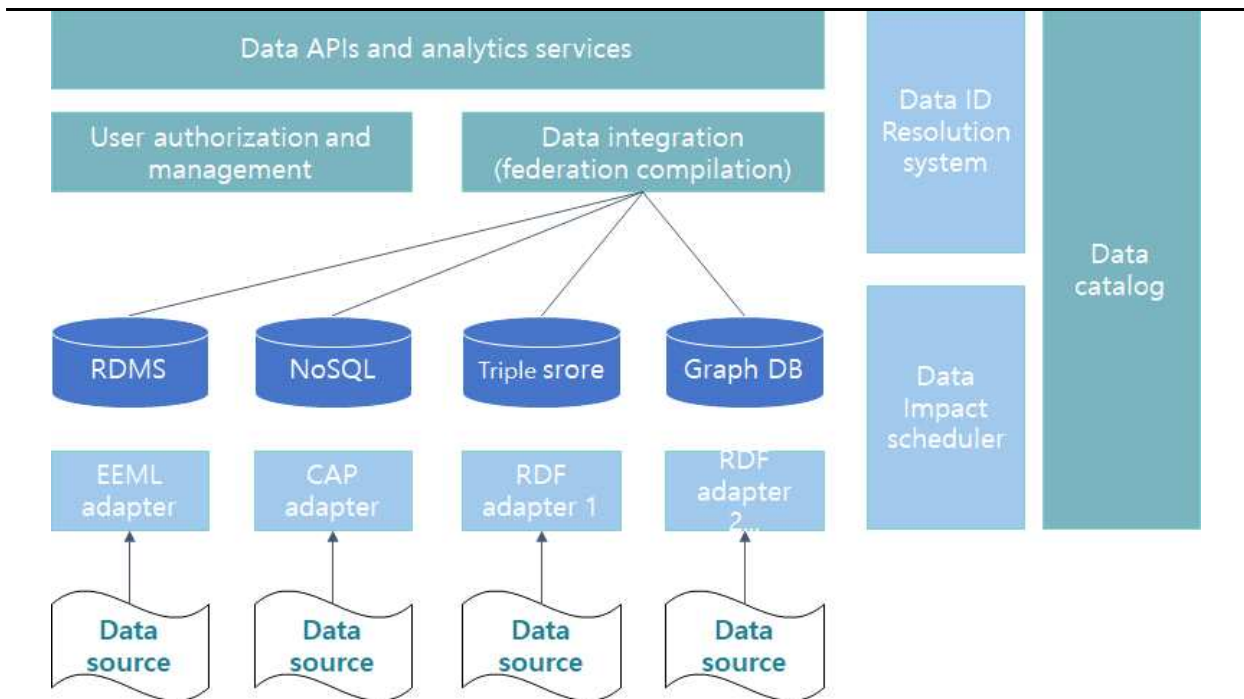 Data APIs and analytics services
User authorization and
management
Data integration
(federation compilation)
Data ID
Resolution
system
Data
catalog
RDMS
NoSQL
Triple srore
Graph DB
Data
Impact
scheduler
EEML
adapter
CAP
adapter
RDF
adapter 1
RDF
adapter
2...
Data
source
Data
source
Data
source
Data
source